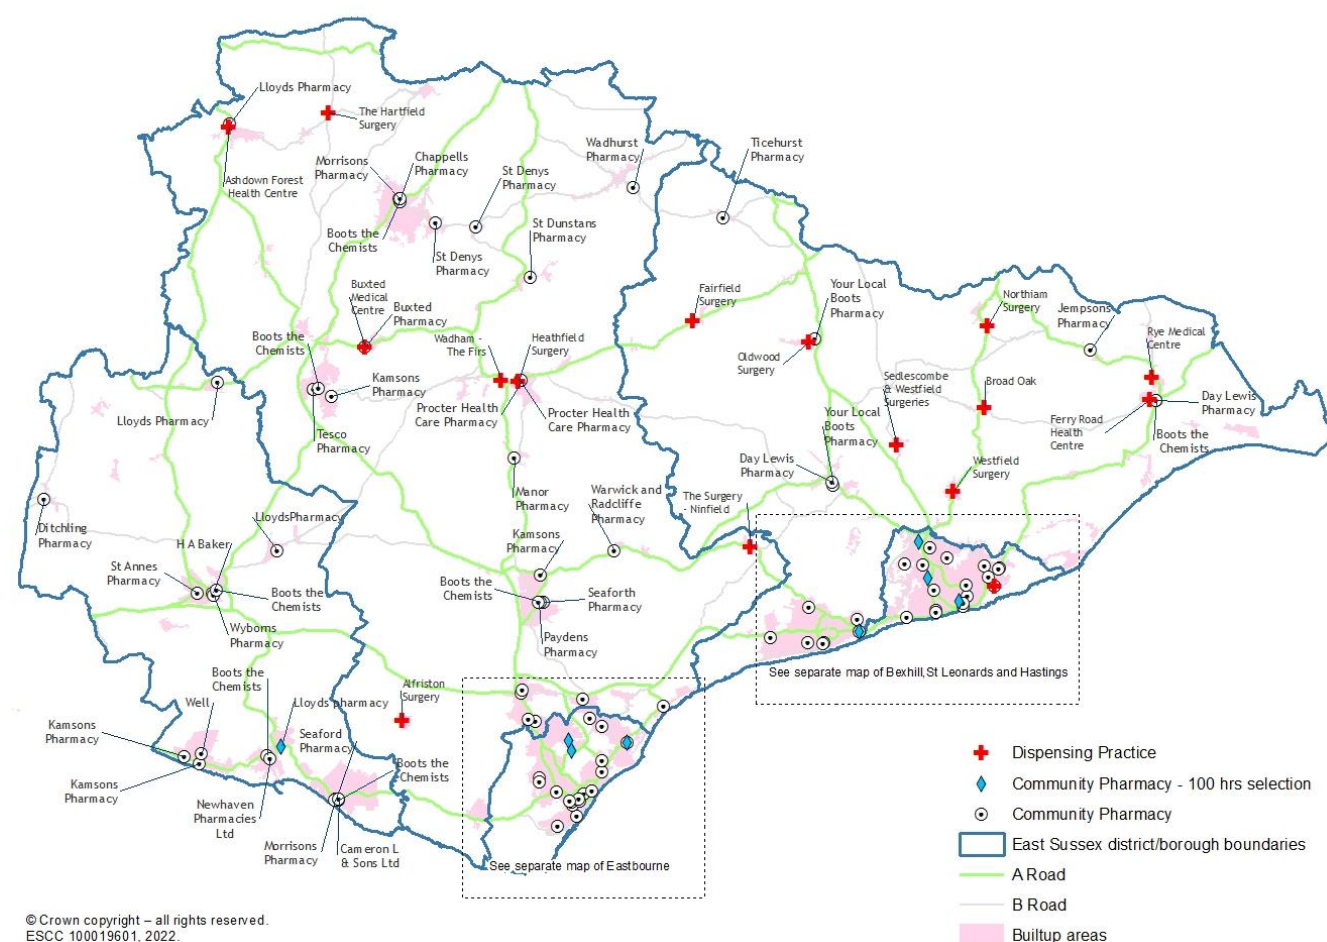 Lloyds Pharmacy
The Hartfield
Surgery
Ashdown Forest
Health Centre
Morrisons
Pharmacy
Chappells
Pharmacy
St Denys
Pharmacy
Wadhurst
Pharmacy
Ticehurst
Pharmacy
Boots the
Chemists
St Denys
Pharmacy
St Dunstans
Pharmacy
Buxted
Medical
Centre
Buxted
Pharmacy
Fairfield
Surgery
Your Local
Boots
Pharmacy
Northiam
Surgery
Jempsons
Pharmacy
Rye Medical
Centre
Boots the
Chemists
Wadham -
The Firs
Heathfield
Surgery
Oldwood
Surgery
Sedlescombe
& Westfield
Surgeries
Broad Oak
Kamsons
Pharmacy
Lloyds Pharmacy
Tesco
Pharmacy
Procter Health
Care Pharmacy
Procter Health
Care Pharmacy
Your Local
Boots
Pharmacy
Ferry Road
Health
Centre
Day Lewis
Pharmacy
Boots the
Chemists
Day Lewis
Pharmacy
Westfield
Surgery
Manor
Pharmacy
Warwick and
Radcliffe
Pharmacy
The Surgery
- Ninfield
Ditchling
Pharmacy
LloydsPharmacy
H A Baker
Kamsons
Pharmacy
St Annes
Pharmacy
Boots the
Chemists
Wyborns
Pharmacy
Boots the
Chemists
Seaforth
Pharmacy
Paydens
Pharmacy
See separate map of Bexhill,St Leonards and Hastings
Boots the
Chemists
Well
Lloyds pharmacy
Alfriston
Surgery
Kamsons
Pharmacy
Seaford
Pharmacy
Boots the
Chemists
Kamsons
Pharmacy
Newhaven
Pharmacies
Ltd
Morrisons
Pharmacy
Cameron L
& Sons Ltd
See separate map of Eastbourne
Dispensing Practice
Community Pharmacy - 100 hrs selection
Community Pharmacy
East Sussex district/borough boundaries
A Road
B Road
Builtup areas
© Crown copyright – all rights reserved.
ESCC 100019601, 2022.